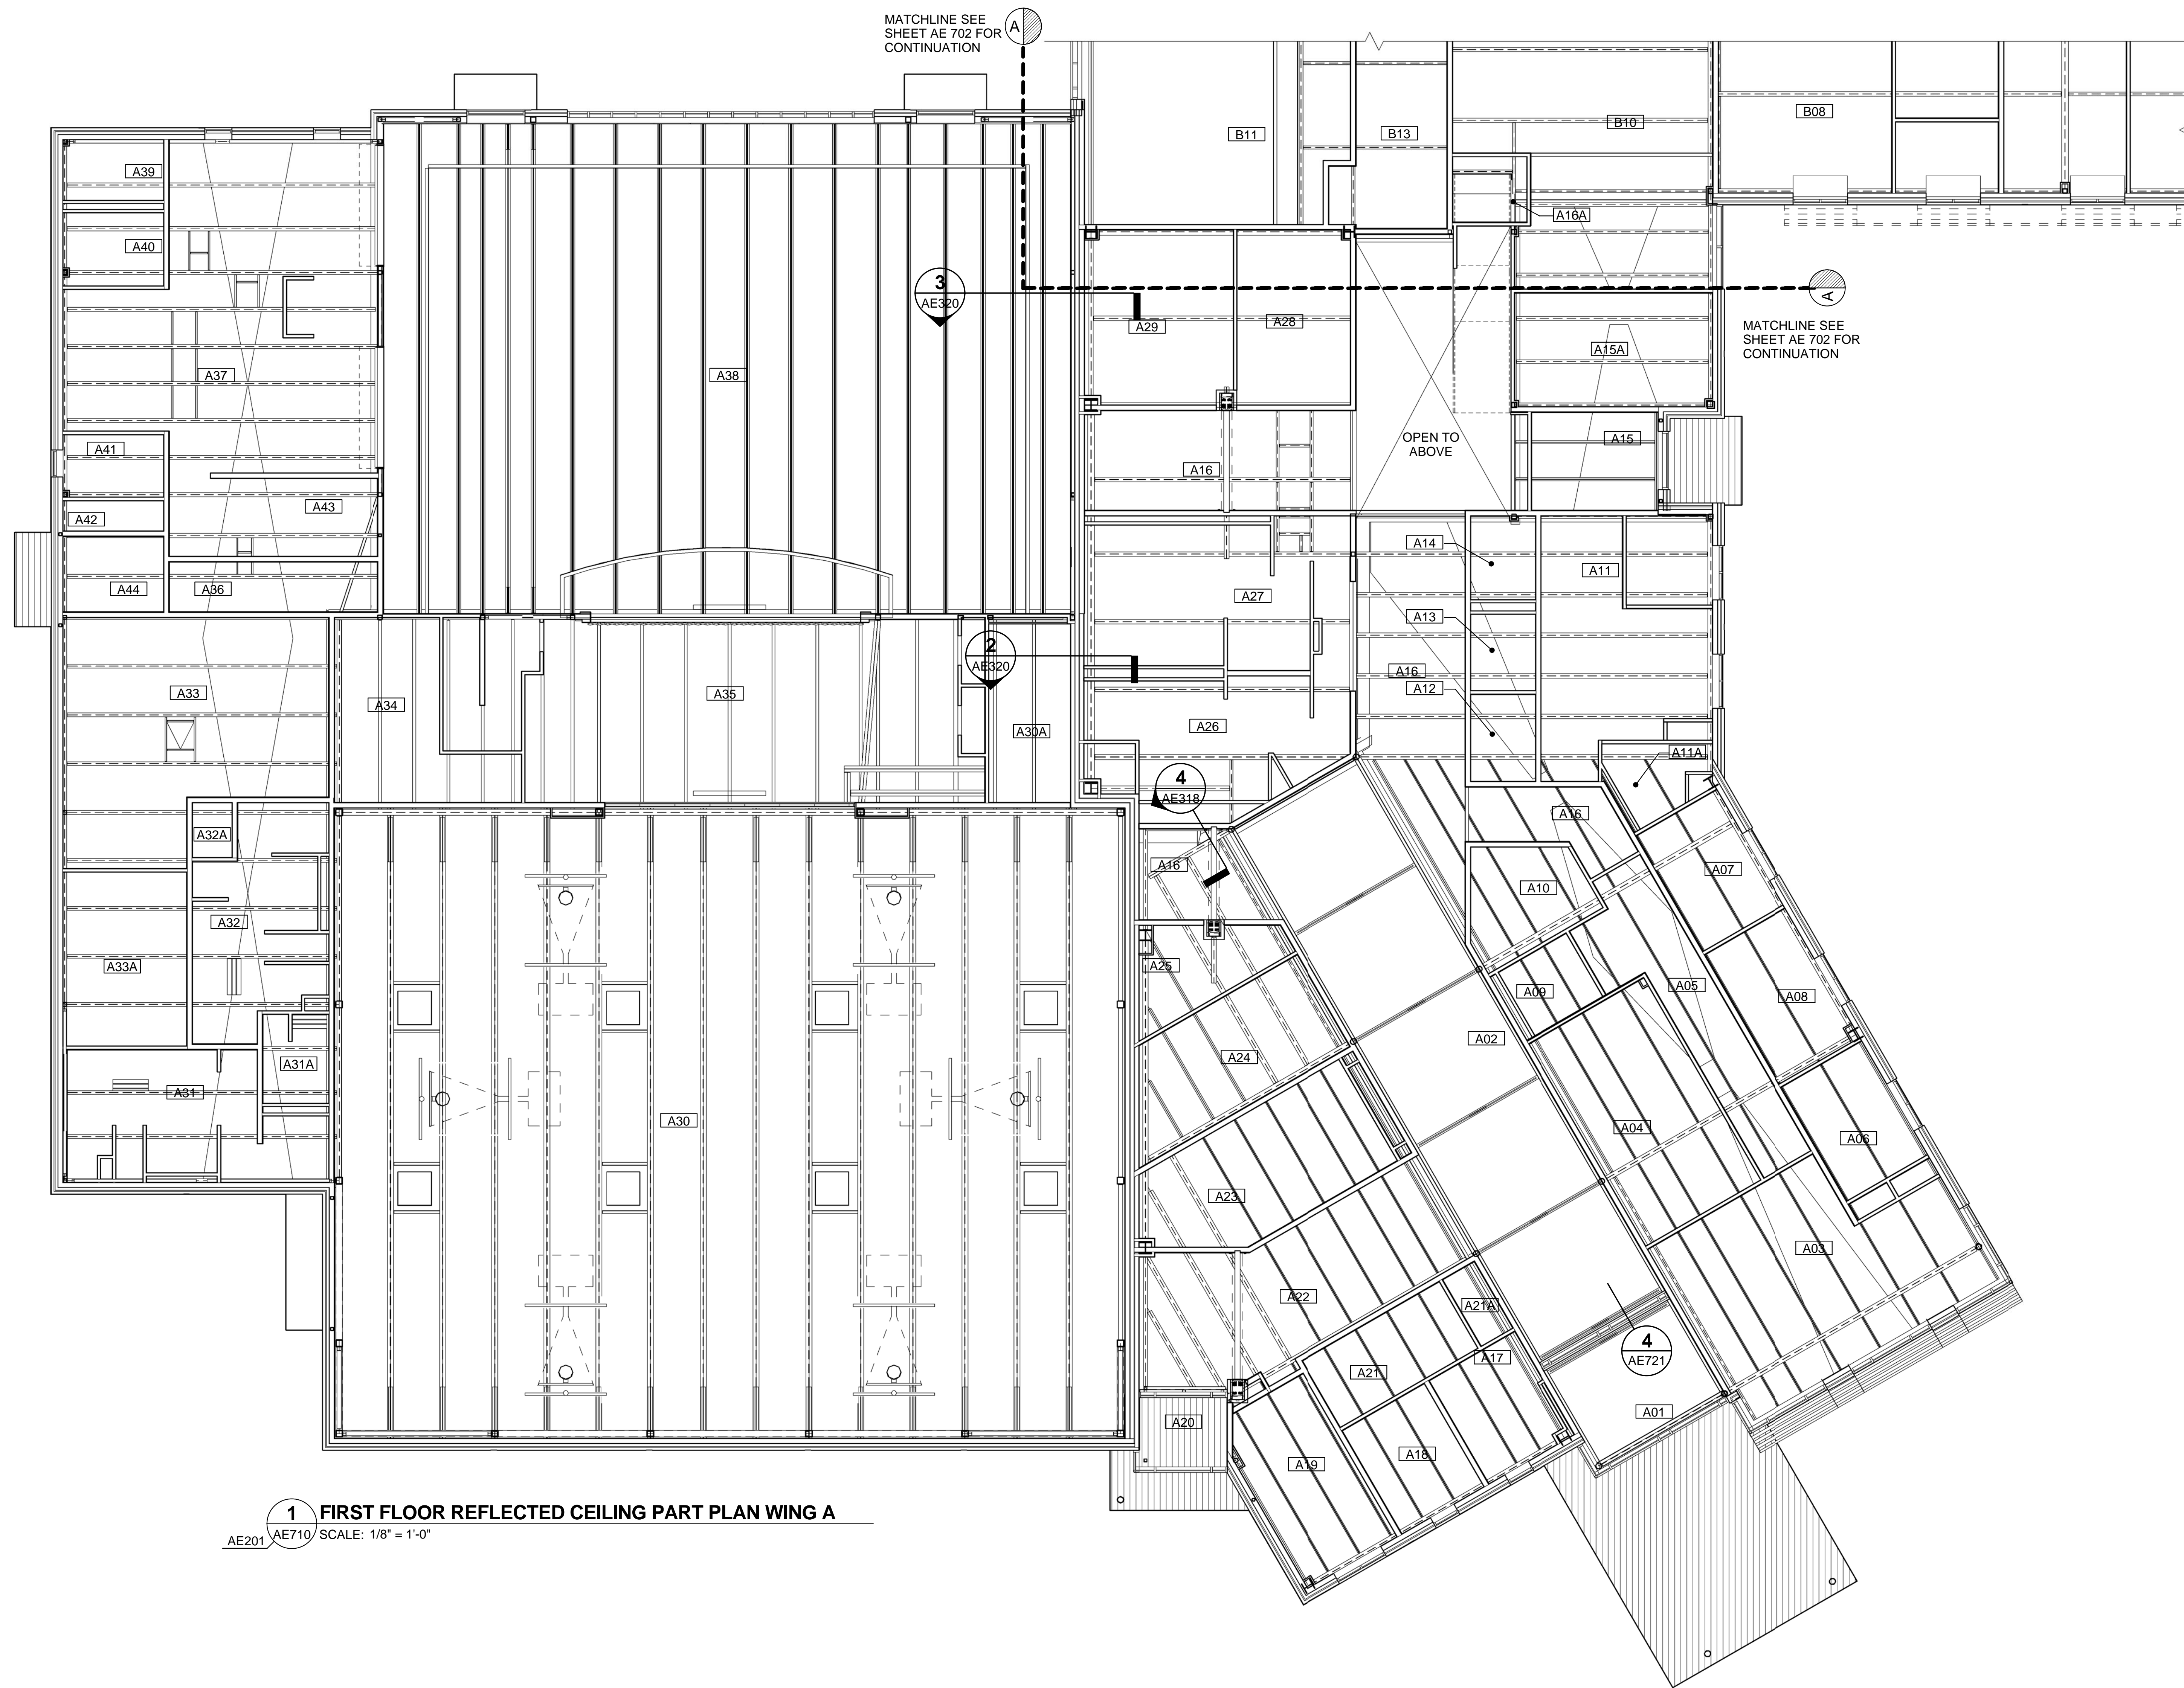 MATCHLINE SEE
SHEET AE 702 FOR
CONTINUATION
A
B11
B13
B10
B08
A39
A40
A16A
3
AE320
A
A29
A28
MATCHLINE SEE
SHEET AE 702 FOR
CONTINUATION
A15A
A37
A38
OPEN TO
ABOVE
A15
A41
A16
A43
A42
A14
A11
A44
A36
A27
A13
2
AE320
A16
A12
A33
A34
A35
A30A
A26
A11A
4
AE318
A16
A32A
A16
A07
A10
A32
A33A
A25
A09
A05
A08
A02
A24
A31A
A31
A30
A04
A06
A23
A03
A22
A21A
4
AE721
A17
A21
A01
A20
A18
A19
1
AE710
AE201
FIRST FLOOR REFLECTED CEILING PART PLAN WING A
SCALE: 1/8" = 1'-0"